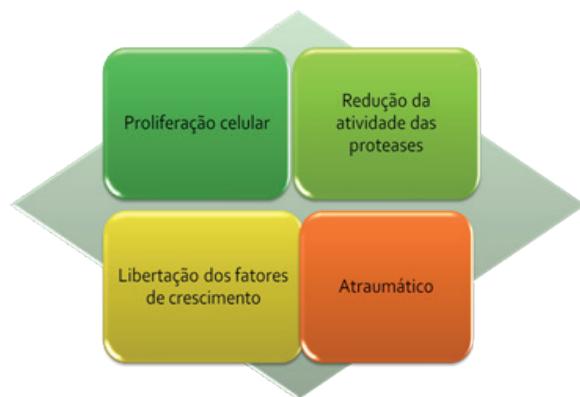 Proliferação celular
Redução da
atividade das
proteases
Libertação dos fatores
de crescimento
Atraumático